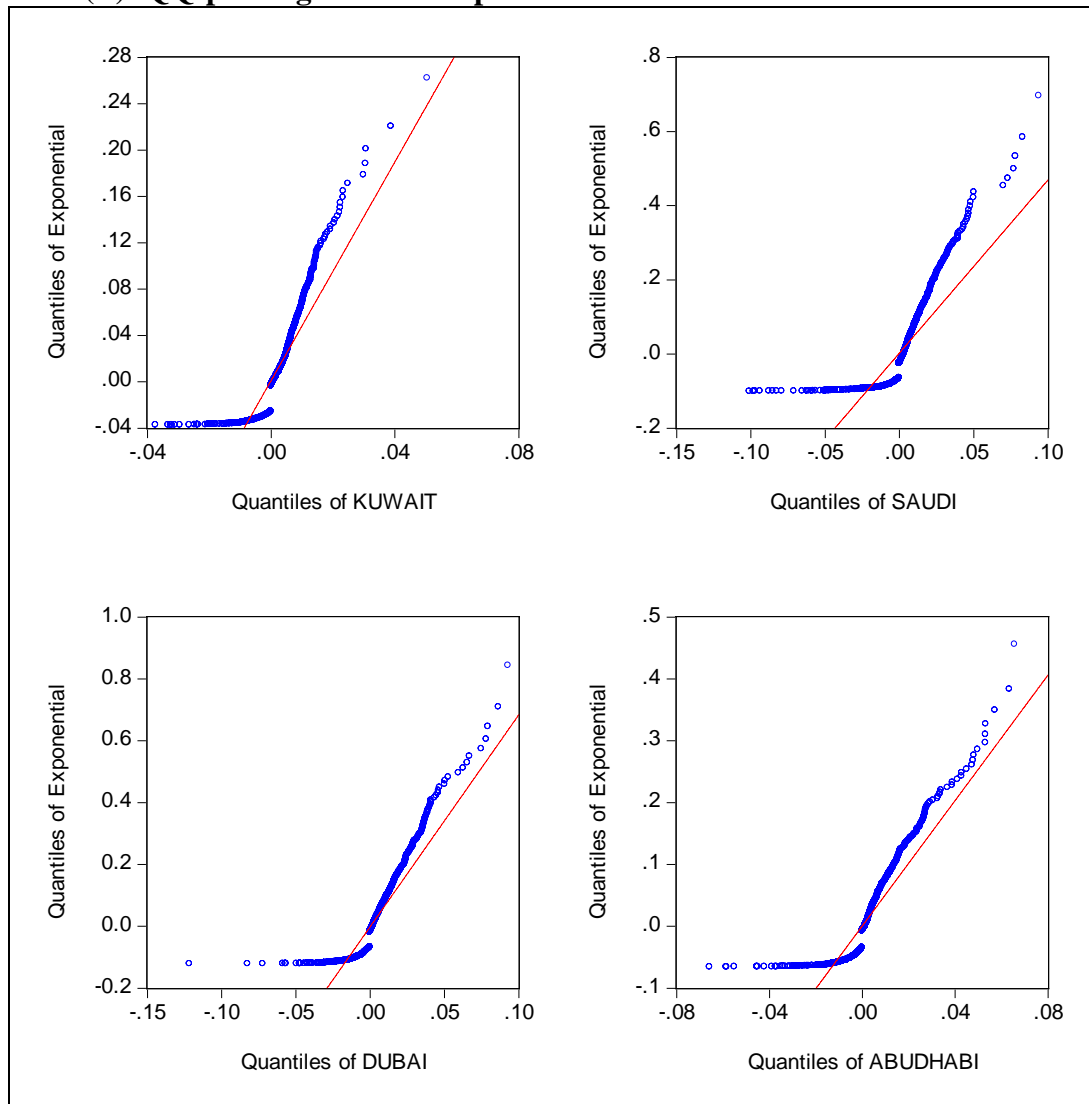 QQ
.28
.24
.20
.16
.12
.08
.04
.00
-.04
Quantiles of Exponential
-.04 .00 .04 .08
Quantiles of KUWAIT
.8
.6
.4
.2
.0
-.2
Quantiles of Exponential
-.15 -.10 -.05 .00 .05 .10
Quantiles of SAUDI
1.0
0.8
0.6
0.4
0.2
0.0
-0.2
Quantiles of Exponential
-.15 -.10 -.05 .00 .05 .10
Quantiles of DUBAI
.5
.4
.3
.2
.1
.0
-.1
Quantiles of Exponential
-.08 -.04 .00 .04 .08
Quantiles of ABUDHABI